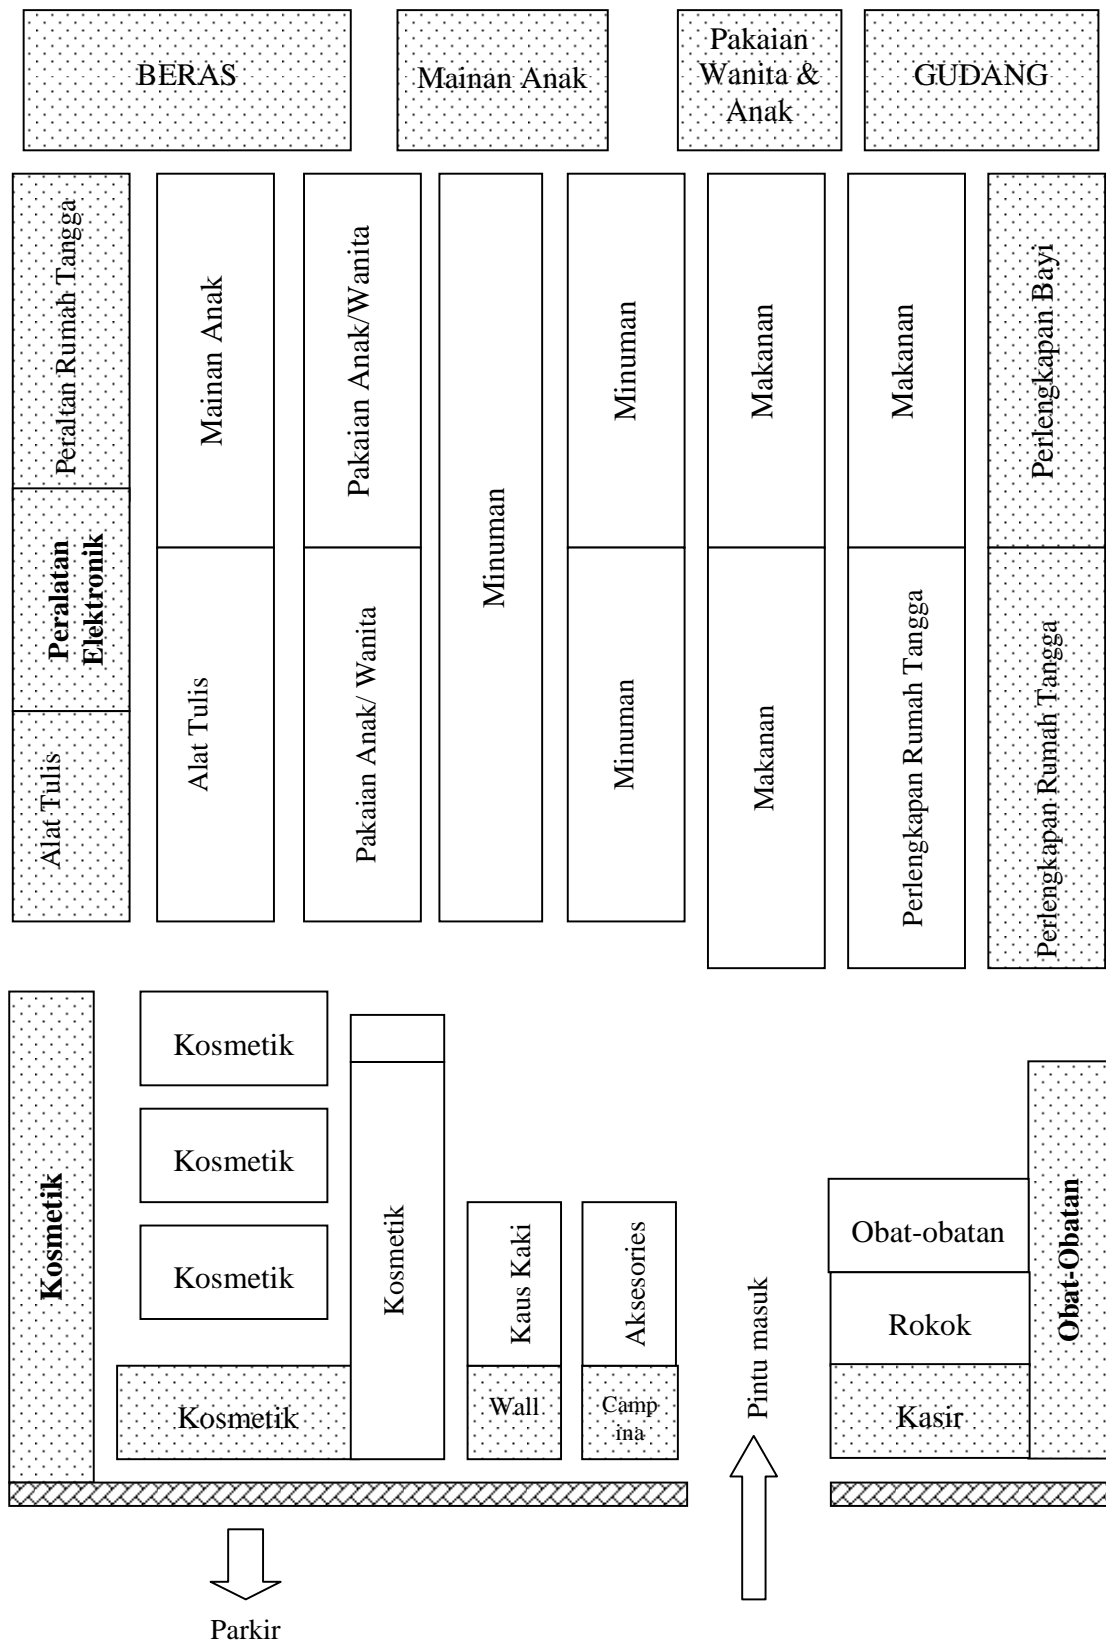 BERAS
Mainan Anak
Pakaian
Wanita &
Anak
GUDANG
Peraltan Rumah Tangga
Mainan Anak
Pakaian Anak/Wanita
Minuman
Minuman
Makanan
Makanan
Perlengkapan Bayi
Peralatan
Elektronik
Alat Tulis
Alat Tulis
Pakaian Anak/ Wanita
Minuman
Makanan
Perlengkapan Rumah Tangga
Perlengkapan Rumah Tangga
Kosmetik
Kosmetik
Kosmetik
Kosmetik
Kosmetik
Kosmetik
Kaus Kaki
Aksesories
Wall
Camp
ina
Pintu masuk
Obat-obatan
Rokok
Kasir
Obat-Obatan
Parkir